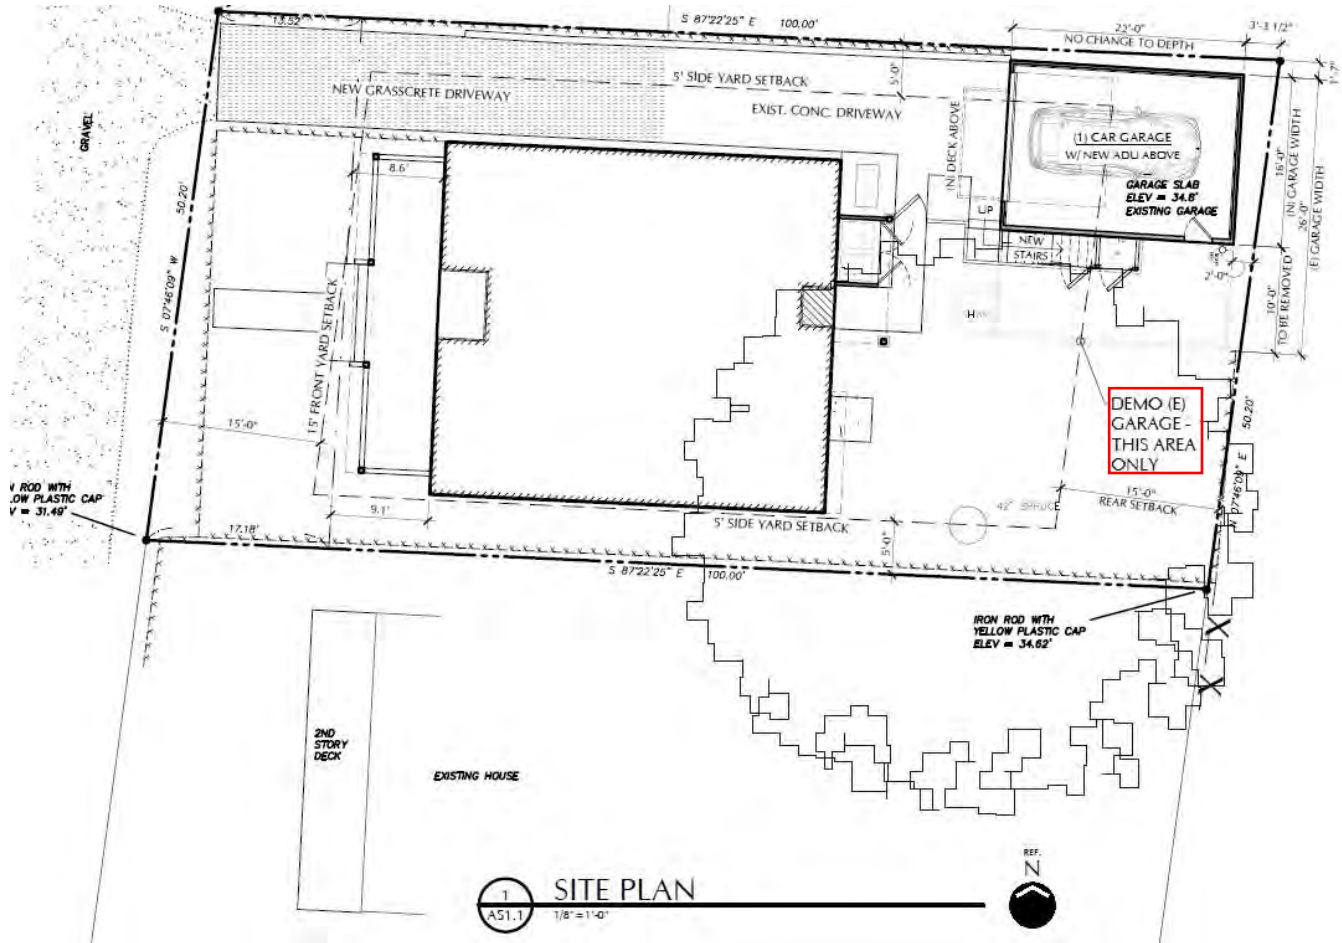 S 87°22'25" E 100.00'
13.52'
22'-0"
NO CHANGE TO DEPTH
3'-3 1/2"
1'-7"
5' SIDE YARD SETBACK
5'-0"
NEW GRASSCRETE DRIVEWAY
EXIST. CONC. DRIVEWAY
(N) DECK ABOVE
(1) CAR GARAGE
W/ NEW ADU ABOVE
GARAGE SLAB
ELEV = 34.8'
EXISTING GARAGE
16'-0"
(N) GARAGE WIDTH
26'-0"
(E) GARAGE WIDTH
GRAVEL
8.6'
50.20'
S 07°46'09" W
UP
NEW
STAIRS
2'-0"
10'-0"
TO BE REMOVED
15' FRONT YARD SETBACK
DEMO (E)
GARAGE -
THIS AREA
ONLY
50.20'
N 07°46'09" E
15'-0"
N ROD WITH
LOW PLASTIC CAP
V = 31.49'
17.18'
9.1'
5' SIDE YARD SETBACK
5'-0"
42" SPRUCE
15'-0"
REAR SETBACK
S 87°22'25" E 100.00'
IRON ROD WITH
YELLOW PLASTIC CAP
ELEV = 34.62'
2ND
STORY
DECK
EXISTING HOUSE
1
AS1.1
SITE PLAN
1/8" = 1'-0"
REF.
N